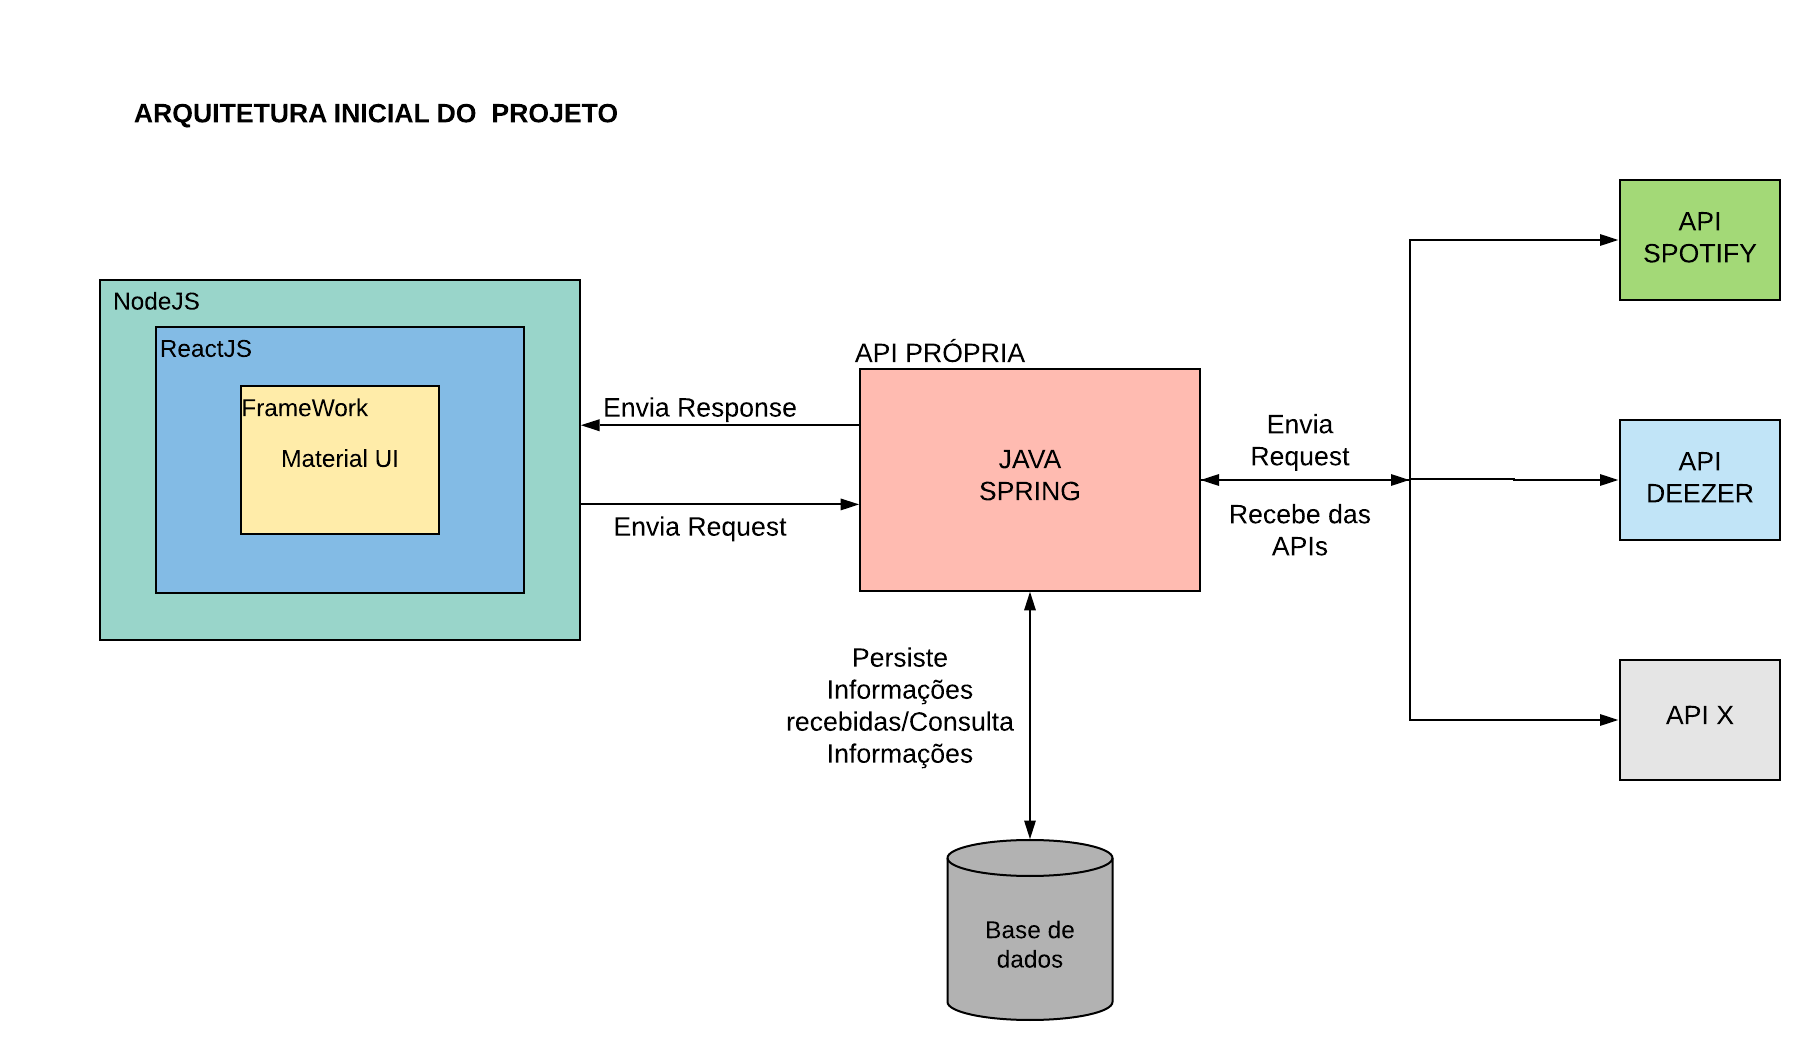 ARQUITETURA INICIAL DO  PROJETO
NodeJS
ReactJS
FrameWork
Material UI
Envia Response
Envia Request
API PRÓPRIA
JAVA
SPRING
Envia
Request
Recebe das
APIs
API
SPOTIFY
API
DEEZER
API X
Persiste
Informações
recebidas/Consulta
Informações
Base de
dados